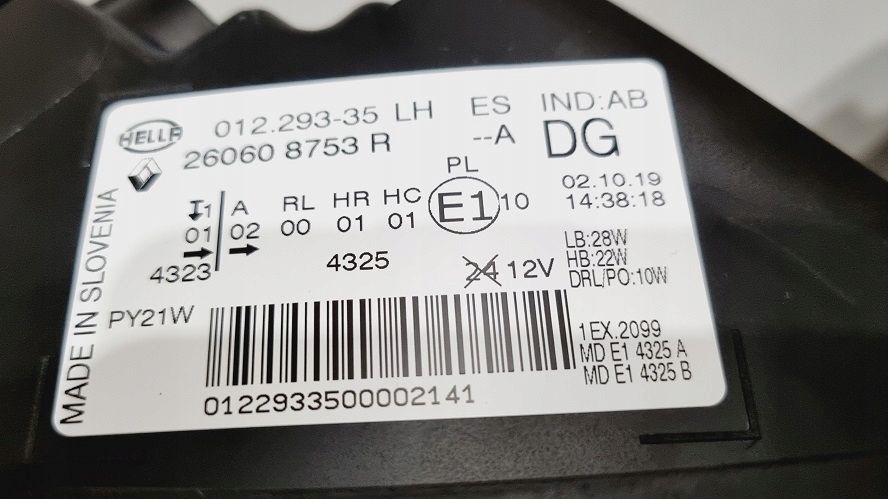 HELLA 012.293-35 LH ES IND:AB
26060 8753 R --A DG
PL
02.10.19
14:38:18
1 A RL HR HC E1 10
01 02 00 01 01
4323 4325 24 12V
LB:28W
HB:22W
DRL/PO:10W
PY21W
1EX.2099
MD E1 4325 A
MD E1 4325 B
0122933500002141
MADE IN SLOVENIA